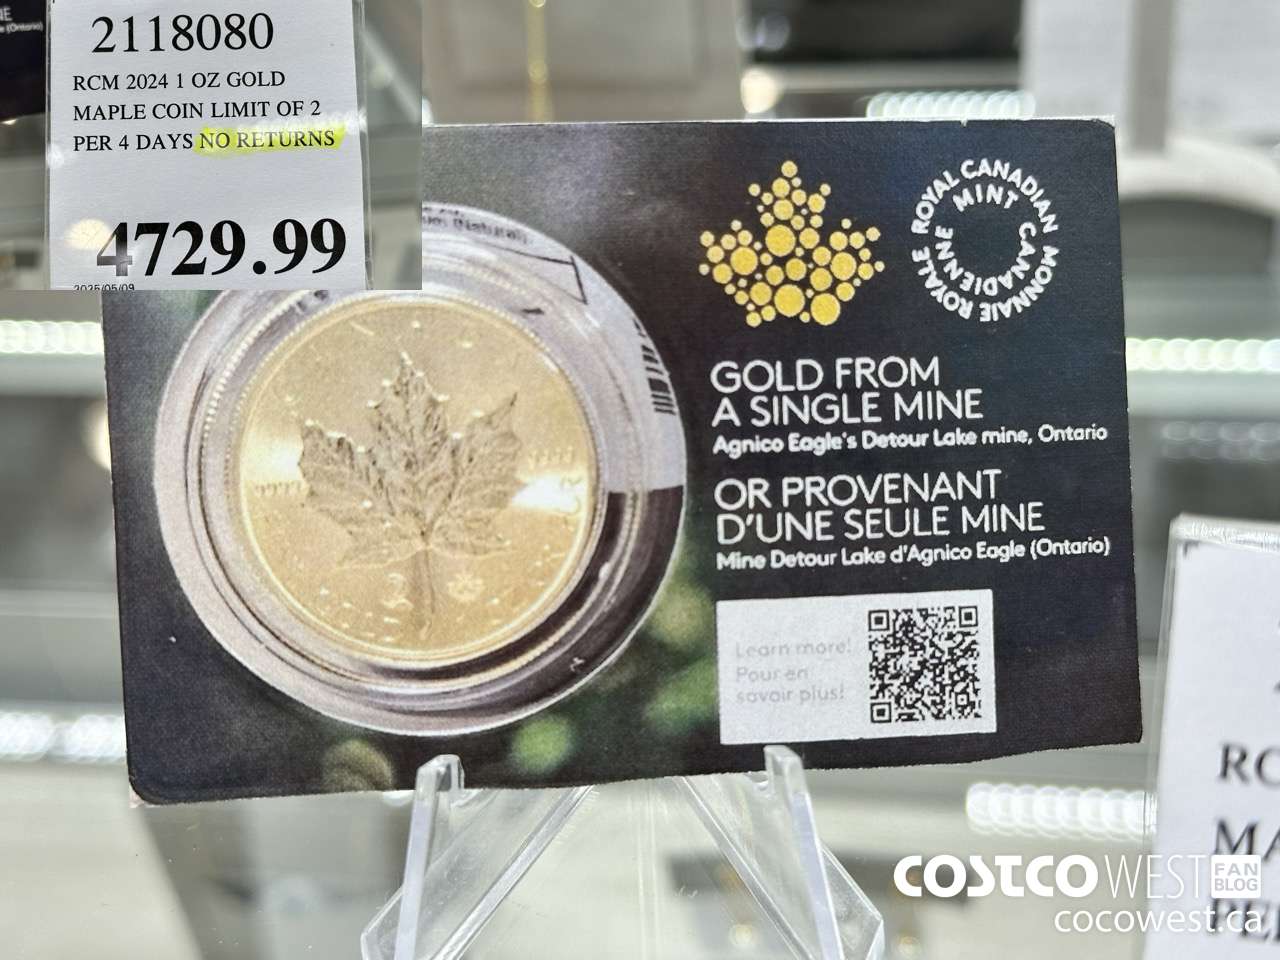 2118080
RCM 2024 1 OZ GOLD
MAPLE COIN LIMIT OF 2
PER 4 DAYS NO RETURNS
4729.99
2025/05/09
(Ontario)
ROYAL CANADIAN MINT
MONNAIE ROYALE CANADIENNE
GOLD FROM
A SINGLE MINE
Agnico Eagle's Detour Lake mine, Ontario
OR PROVENANT
D'UNE SEULE MINE
Mine Detour Lake d'Agnico Eagle (Ontario)
Learn more!
Pour en
savoir plus!
9999
COSTCO WEST FAN BLOG
cocowest.ca